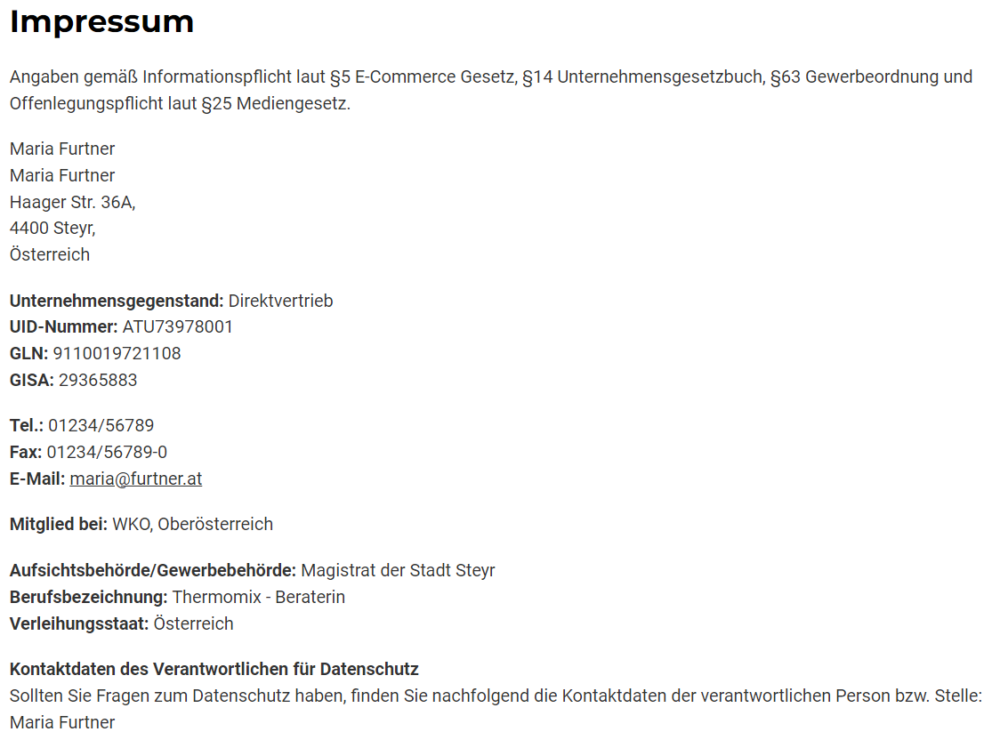 Impressum
Angaben gemäß Informationspflicht laut §5 E-Commerce Gesetz, §14 Unternehmensgesetzbuch, §63 Gewerbeordnung und
Offenlegungspflicht laut §25 Mediengesetz.
Maria Furtner
Maria Furtner
Haager Str. 36A,
4400 Steyr,
Österreich
Unternehmensgegenstand: Direktvertrieb
UID-Nummer: ATU73978001
GLN: 9110019721108
GISA: 29365883
Tel.: 01234/56789
Fax: 01234/56789-0
E-Mail: maria@furtner.at
Mitglied bei: WKO, Oberösterreich
Aufsichtsbehörde/Gewerbebehörde: Magistrat der Stadt Steyr
Berufsbezeichnung: Thermomix - Beraterin
Verleihungsstaat: Österreich
Kontaktdaten des Verantwortlichen für Datenschutz
Sollten Sie Fragen zum Datenschutz haben, finden Sie nachfolgend die Kontaktdaten der verantwortlichen Person bzw. Stelle:
Maria Furtner